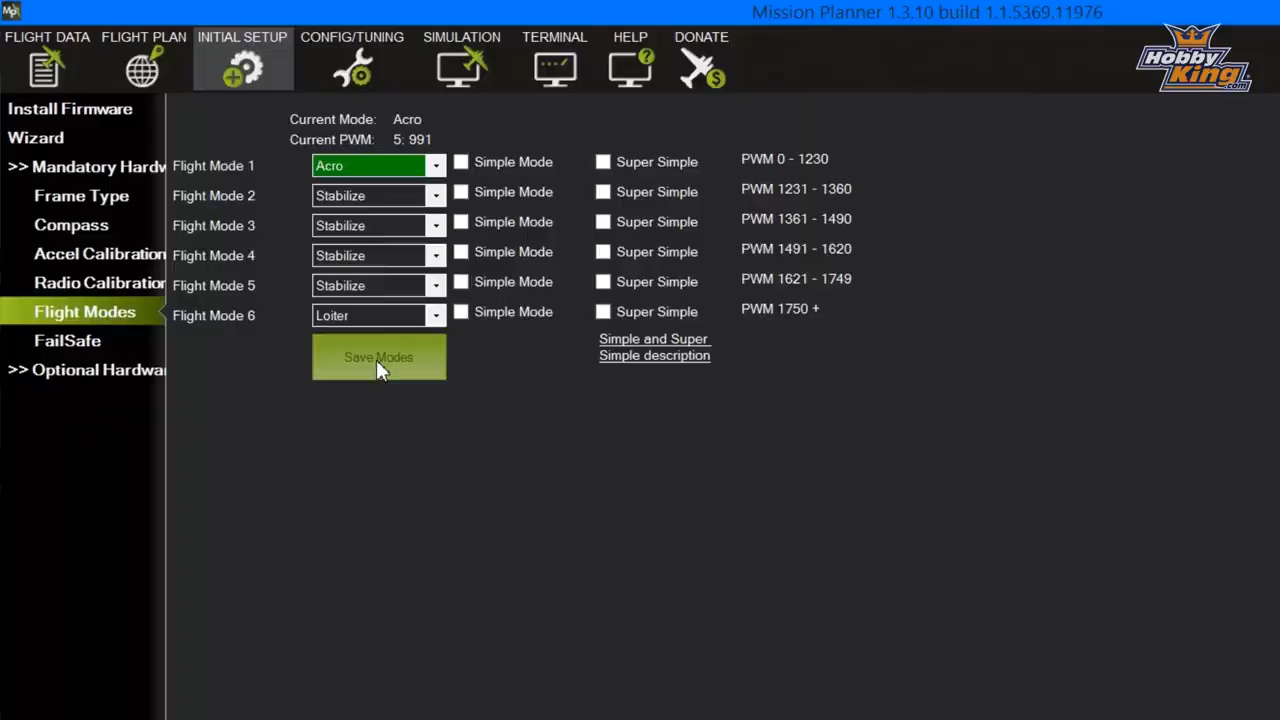 Mission Planner 1.3.10 build 1.1.5369.11976
FLIGHT DATA FLIGHT PLAN INITIAL SETUP CONFIG/TUNING SIMULATION TERMINAL HELP DONATE
HobbyKing.com
Install Firmware
Wizard
>> Mandatory Hardw
Frame Type
Compass
Accel Calibration
Radio Calibration
Flight Modes
FailSafe
>> Optional Hardwa
Current Mode: Acro
Current PWM: 5: 991
Flight Mode 1 Acro Simple Mode Super Simple PWM 0 - 1230
Flight Mode 2 Stabilize Simple Mode Super Simple PWM 1231 - 1360
Flight Mode 3 Stabilize Simple Mode Super Simple PWM 1361 - 1490
Flight Mode 4 Stabilize Simple Mode Super Simple PWM 1491 - 1620
Flight Mode 5 Stabilize Simple Mode Super Simple PWM 1621 - 1749
Flight Mode 6 Loiter Simple Mode Super Simple PWM 1750 +
Save Modes
Simple and Super
Simple description